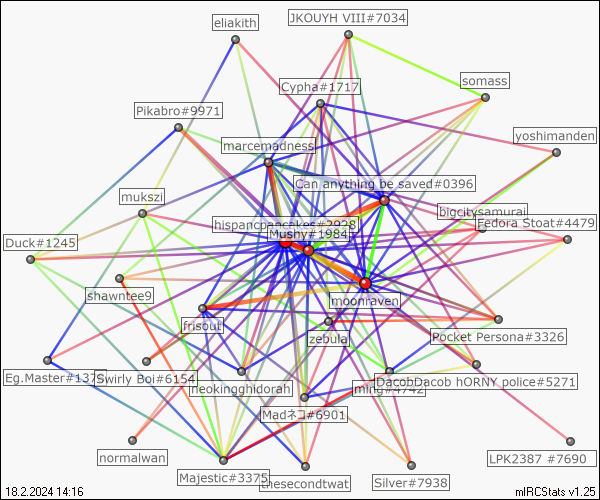 eliakith
JKOUYH VIII#7034
Cypha#1717
somass
Pikabro#9971
yoshimanden
marcemadness
Can anything be saved#0396
mukszi
bigcitysamurai
hispancpancakes#2928
Fedora Stoat#4479
Mushy#1984
Duck#1245
shawntee9
moonraven
frisout
zebula
Pocket Persona#3326
Eg.Master#137
Swirly Boi#6154
neokingghidorah
DacobDacob hORNY police#5271
ming#4742
Madネコ#6901
normalwan
LPK2387 #7690
Majestic#3375
thesecondtwat
Silver#7938
18.2.2024 14:16
mIRCStats v1.25